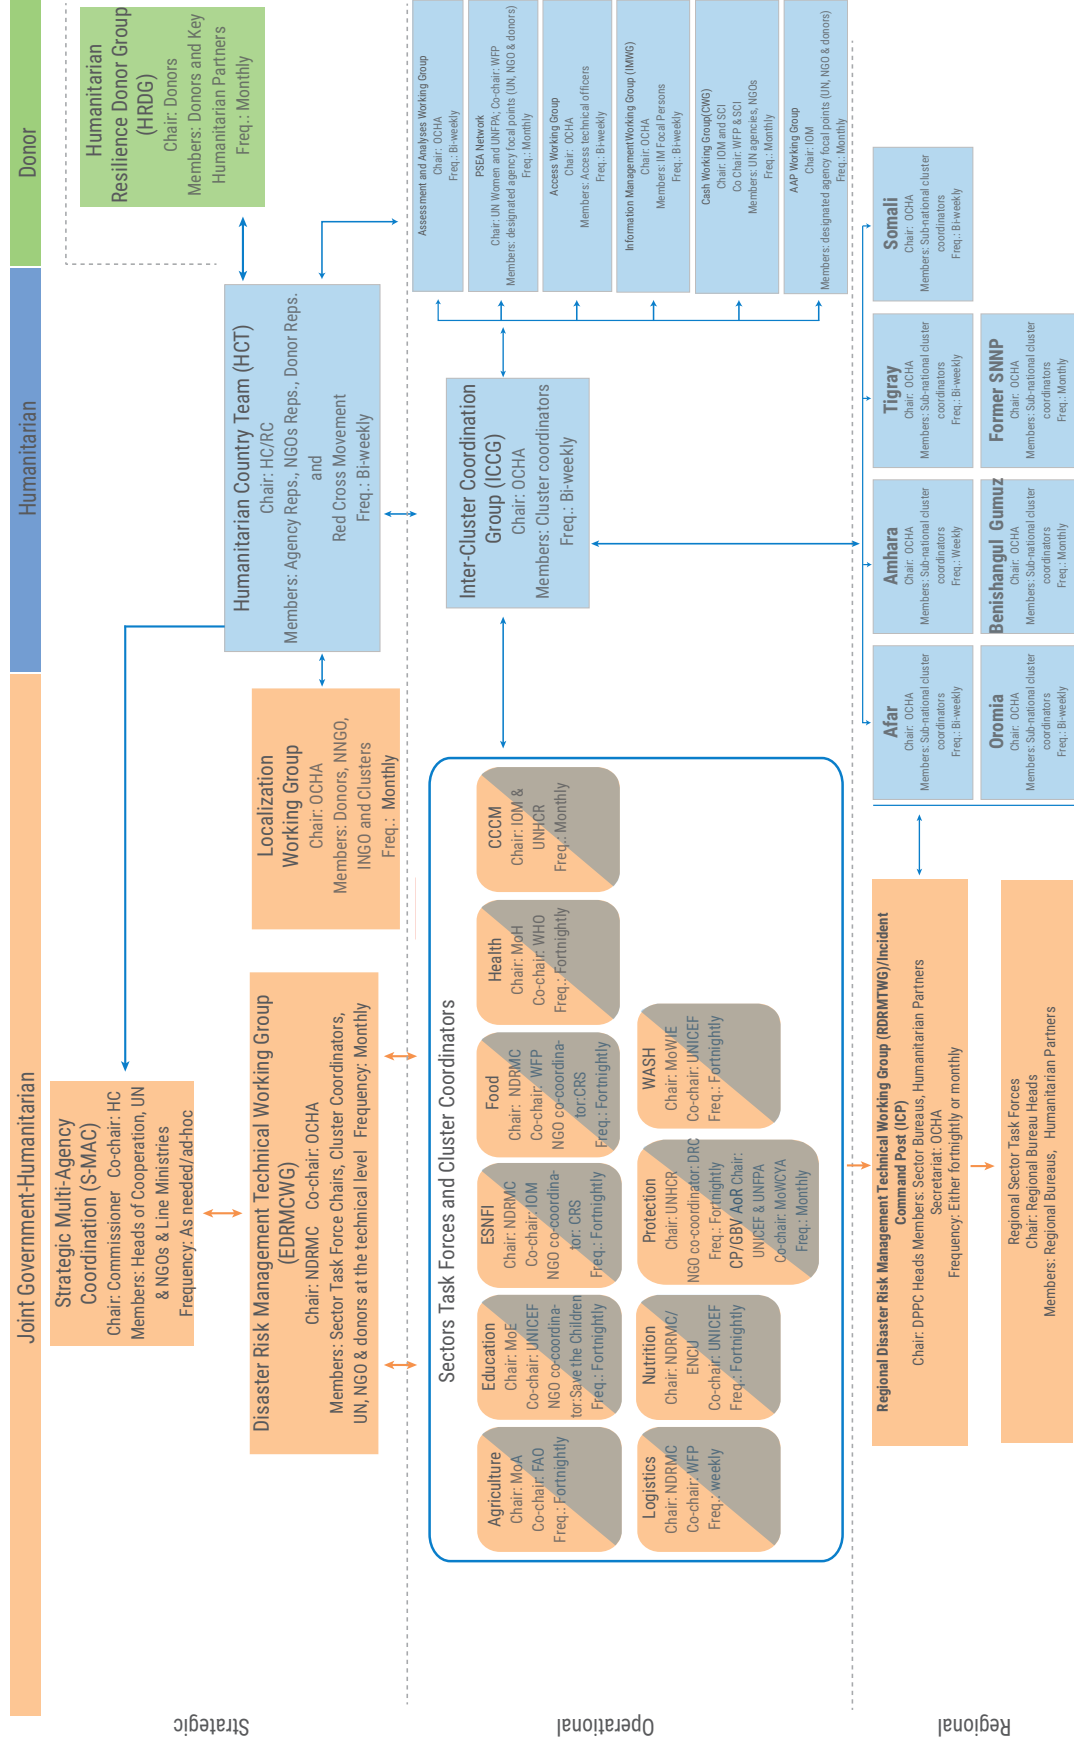 Joint Government-Humanitarian
Humanitarian
Donor
Strategic
Strategic Multi-Agency
Coordination (S-MAC)
Chair: Commissioner Co-chair: HC
Members: Heads of Cooperation, UN
& NGOs & Line Ministries
Frequency: As needed/ad-hoc
Humanitarian
Resilience Donor Group
(HRDG)
Chair: Donors
Members: Donors and Key
Humanitarian Partners
Freq.: Monthly
Disaster Risk Management Technical Working Group
(EDRMCWG)
Chair: NDRMC Co-chair: OCHA
Members: Sector Task Force Chairs, Cluster Coordinators,
UN, NGO & donors at the technical level Frequency: Monthly
Localization
Working Group
Chair: OCHA
Members: Donors, NNGO,
INGO and Clusters
Freq.: Monthly
Humanitarian Country Team (HCT)
Chair: HC/RC
Members: Agency Reps., NGOs Reps., Donor Reps.
and
Red Cross Movement
Freq.: Bi-weekly
Operational
Sectors Task Forces and Cluster Coordinators
Agriculture
Chair: MoA
Co-chair: FAO
Freq.: Fortnightly
Education
Chair: MoE
Co-chair: UNICEF
NGO co-coordina-
tor:Save the Children
Freq.: Fortnightly
ESNFI
Chair: NDRMC
Co-chair: IOM
NGO co-coordina-
tor: CRS
Freq.: Fortnightly
Food
Chair: NDRMC
Co-chair: WFP
NGO co-coordina-
tor:CRS
Freq.: Fortnightly
Health
Chair: MoH
Co-chair: WHO
Freq.: Fortnightly
CCCM
Chair: IOM &
UNHCR
Freq.: Monthly
Logistics
Chair: NDRMC
Co-chair: WFP
Freq.: weekly
Nutrition
Chair: NDRMC/
ENCU
Co-chair: UNICEF
Freq.: Fortnightly
Protection
Chair: UNHCR
NGO co-cooridnator: DRC
Freq.: Fortnightly
CP/GBV AoR Chair:
UNICEF & UNFPA
Co-chair: MoWCYA
Freq.: Monthly
WASH
Chair: MoWIE
Co-chair: UNICEF
Freq.: Fortnightly
Inter-Cluster Coordination
Group (ICCG)
Chair: OCHA
Members: Cluster coordinators
Freq.: Bi-weekly
Assessment and Analyses Working Group
Chair: OCHA
Freq.: Bi-weekly
PSEA Network
Chair: UN Women and UNFPA; Co-chair: WFP
Members: designated agency focal points (UN, NGO & donors)
Freq.: Monthly
Access Working Group
Chair: OCHA
Members: Access technical officers
Freq.: Bi-weekly
Information ManagementWorking Group (IMWG)
Chair: OCHA
Members: IM Focal Persons
Freq.: Bi-weekly
Cash Working Group(CWG)
Chair: IOM and SCI
Co Chair: WFP & SCI
Members: UN agencies, NGOs
Freq.: Monthly
AAP Working Group
Chair: IOM
Members: designated agency focal points (UN, NGO & donors)
Freq.: Monthly
Regional
Regional Disaster Risk Management Technical Working Group (RDRMTWG)/Incident
Command Post (ICP)
Chair: DPPC Heads Members: Sector Bureaus, Humanitarian Partners
Secretariat: OCHA
Frequency: Either fortnightly or monthly
Regional Sector Task Forces
Chair: Regional Bureau Heads
Members: Regional Bureaus, Humanitarian Partners
Afar
Chair: OCHA
Members: Sub-national cluster
coordinators
Freq.: Bi-weekly
Amhara
Chair: OCHA
Members: Sub-national cluster
coordinators
Freq.: Weekly
Tigray
Chair: OCHA
Members: Sub-national cluster
coordinators
Freq.: Bi-weekly
Somali
Chair: OCHA
Members: Sub-national cluster
coordinators
Freq.: Bi-weekly
Oromia
Chair: OCHA
Members: Sub-national cluster
coordinators
Freq.: Bi-weekly
Benishangul Gumuz
Chair: OCHA
Members: Sub-national cluster
coordinators
Freq.: Monthly
Former SNNP
Chair: OCHA
Members: Sub-national cluster
coordinators
Freq.: Monthly